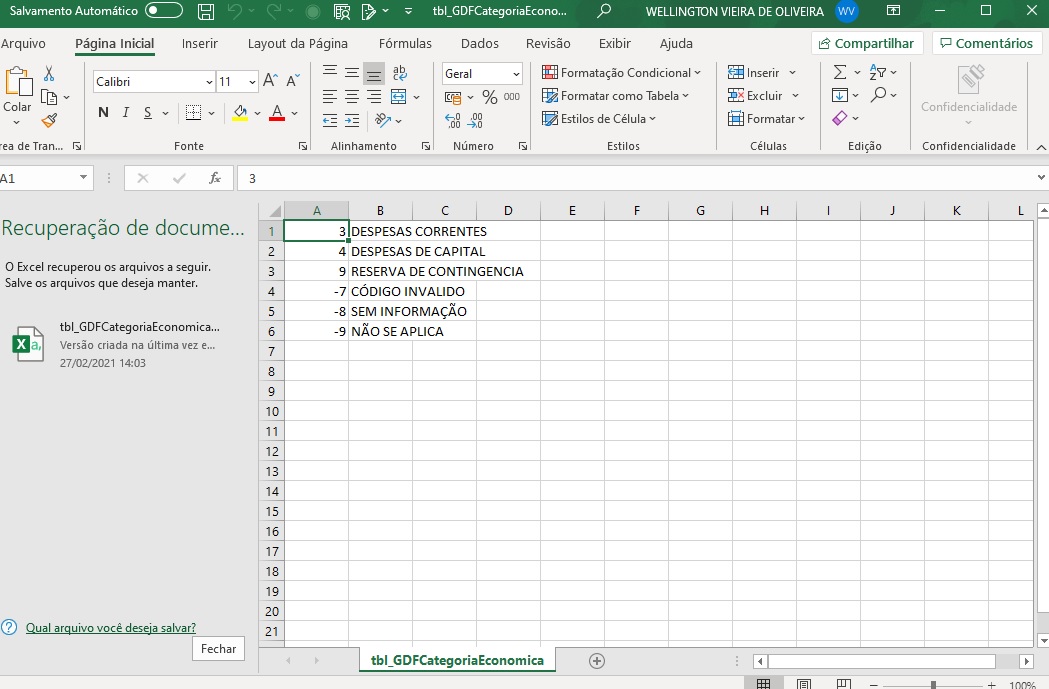 Salvamento Automático tbl_GDFCategoriaEcono... WELLINGTON VIEIRA DE OLIVEIRA WV
Arquivo Página Inicial Inserir Layout da Página Fórmulas Dados Revisão Exibir Ajuda Compartilhar Comentários
Colar
Calibri 11 A A
N I S A
ab
Geral
% 000
Formatação Condicional
Formatar como Tabela
Estilos de Célula
Inserir
Excluir
Formatar
Confidencialidade
rea de Tran... Fonte Alinhamento Número Estilos Células Edição Confidencialidade
A1 fx 3
Recuperação de docume...
O Excel recuperou os arquivos a seguir.
Salve os arquivos que deseja manter.
tbl_GDFCategoriaEconomica...
Versão criada na última vez e...
27/02/2021 14:03
Qual arquivo você deseja salvar?
Fechar
A B C D E F G H I J K L
1 3 DESPESAS CORRENTES
2 4 DESPESAS DE CAPITAL
3 9 RESERVA DE CONTINGENCIA
4 -7 CÓDIGO INVALIDO
5 -8 SEM INFORMAÇÃO
6 -9 NÃO SE APLICA
7
8
9
10
11
12
13
14
15
16
17
18
19
20
21
tbl_GDFCategoriaEconomica
100%